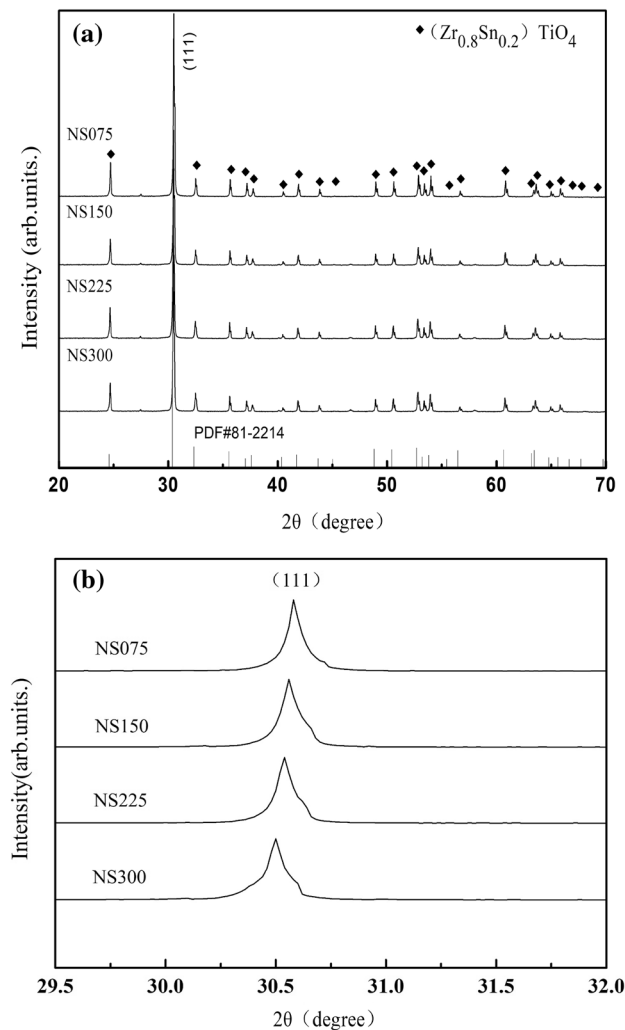 (a)
◆ (Zr0.8Sn0.2) TiO4
(111)
NS075
NS150
NS225
NS300
PDF#81-2214
Intensity (arb.units.)
20 30 40 50 60 70
2θ (degree)
(b)
(111)
NS075
NS150
NS225
NS300
Intensity(arb.units.)
29.5 30.0 30.5 31.0 31.5 32.0
2θ (degree)